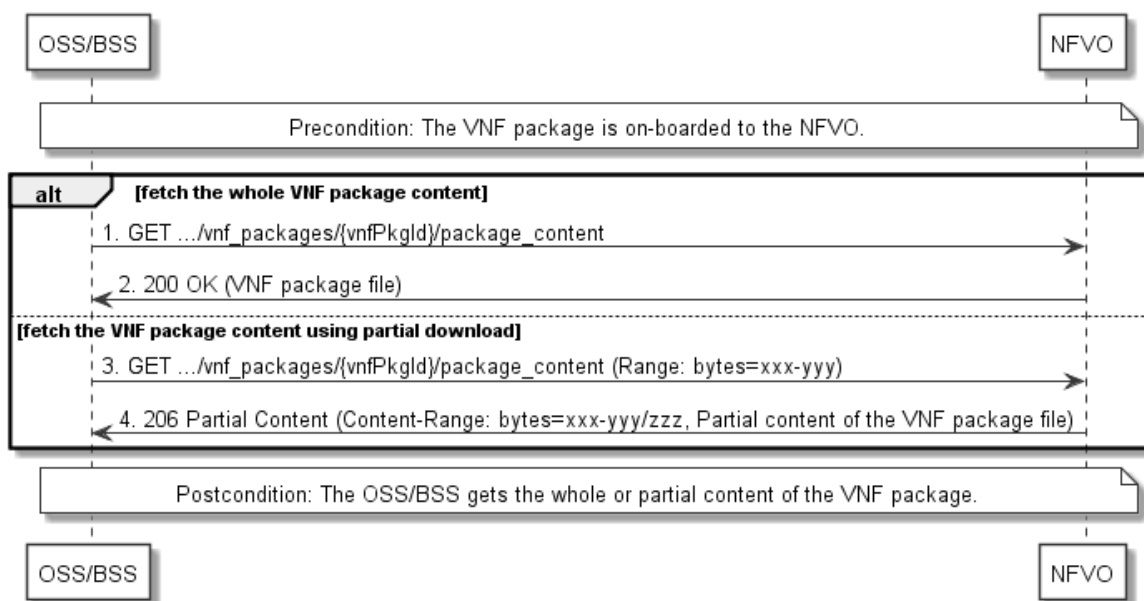 OSS/BSS
NFVO
Precondition: The VNF package is on-boarded to the NFVO.
alt
[fetch the whole VNF package content]
1. GET .../vnf_packages/{vnfPkgId}/package_content
2. 200 OK (VNF package file)
[fetch the VNF package content using partial download]
3. GET .../vnf_packages/{vnfPkgId}/package_content (Range: bytes=xxx-yyy)
4. 206 Partial Content (Content-Range: bytes=xxx-yyy/zzz, Partial content of the VNF package file)
Postcondition: The OSS/BSS gets the whole or partial content of the VNF package.
OSS/BSS
NFVO